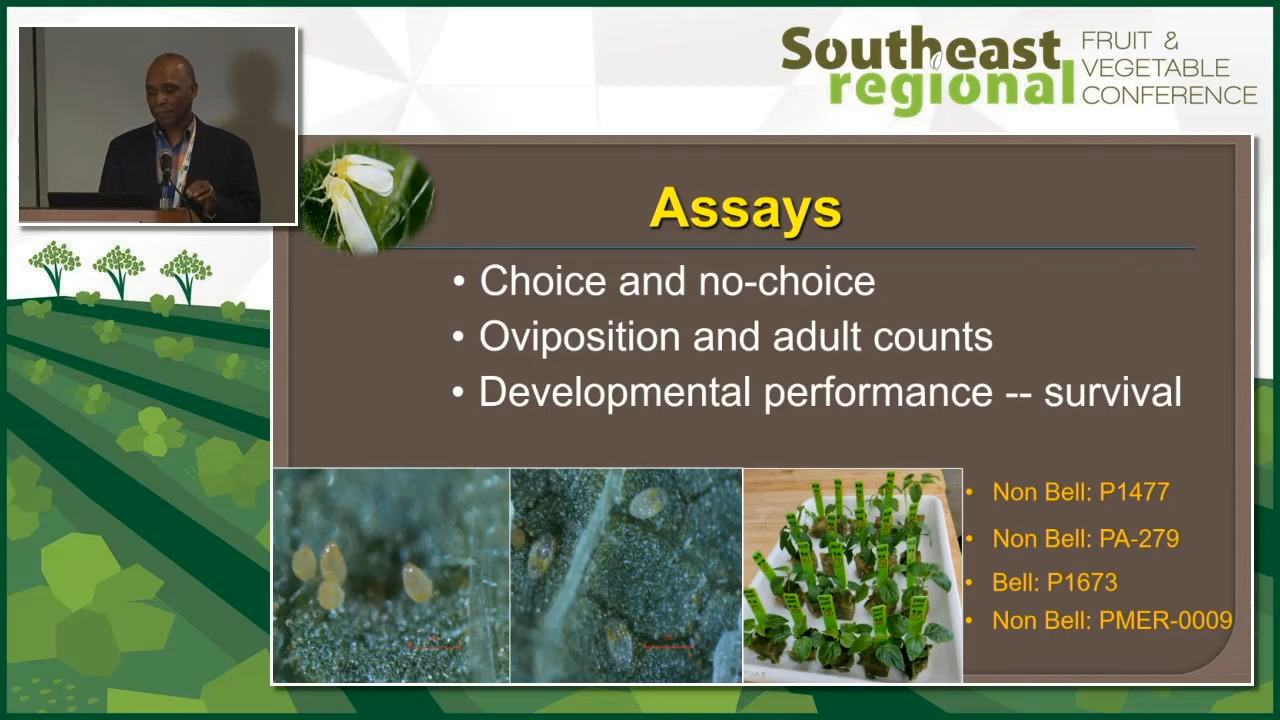 Southeast
regional
FRUIT &
VEGETABLE
CONFERENCE
Assays
• Choice and no-choice
• Oviposition and adult counts
• Developmental performance -- survival
• Non Bell: P1477
• Non Bell: PA-279
• Bell: P1673
• Non Bell: PMER-0009